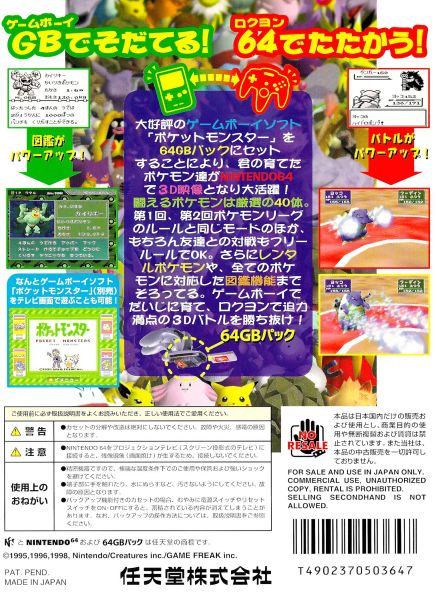 ゲームボーイ
GBでそだてる!
ロクヨン
64でたたかう!
カイリキー
図鑑が
パワーアップ!
バトルが
パワーアップ!
大好評のゲームボーイソフト
「ポケットモンスター」を
64GBパックにセット
することにより、君の育てた
ポケモン達がNINTENDO64
で3D映像となり大活躍!
闘えるポケモンは厳選の40体。
第1回、第2回ポケモンリーグ
のルールと同じモードのほか、
もちろん友達との対戦もフリー
ルールでOK。さらにレンタ
ルポケモンや、全てのポケ
モンに対応した図鑑機能まで
そろってる。ゲームボーイで
だいじに育て、ロクヨンで迫力
満点の3Dバトルを勝ち抜け!
64GBパック
なんとゲームボーイソフト
「ポケットモンスター」(別売)
をテレビ画面で遊ぶことも可能!
ポケットモンスター
POCKET MONSTERS
ご使用前に必ず取扱説明書をよくお読みいただき、正しい使用法でご愛用ください。
警告
●カセットの分解や改造は絶対にしないでください。故障や火災、感電の原因となります。
注意
●NINTENDO 64をプロジェクションテレビ(スクリーン投影式のテレビ)に接続すると、残像現象(画面焼け)が生ずるため、接続しないでください。
使用上の
おねがい
●精密機器ですので、極端な温度条件下でのご使用や保管および強いショックを避けてください。
●端子部に手を触れたり、水にぬらすなど、汚さないようにしてください。故障の原因となります。
●バックアップ機能付きのカセットの場合、むやみに電源スイッチやリセットスイッチをON・OFFにすると、蓄積されている内容が消えてしまうことがあります。なお、バックアップの操作方法については、取扱説明書をご参照ください。
NO
RESALE
本品は日本国内だけの販売お
よび使用とし、商業目的の使
用や無断複製および賃貸は禁
止されています。また当社は、
本品の中古販売を一切許可し
ておりません。
FOR SALE AND USE IN JAPAN ONLY.
COMMERCIAL USE, UNAUTHORIZED
COPY, RENTAL IS PROHIBITED.
SELLING SECONDHAND IS NOT
ALLOWED.
と NINTENDO64 および 64GBパック は任天堂の商標です。
©1995,1996,1998, Nintendo/Creatures inc./GAME FREAK inc.
PAT. PEND.
MADE IN JAPAN
任天堂株式会社
T4902370503647